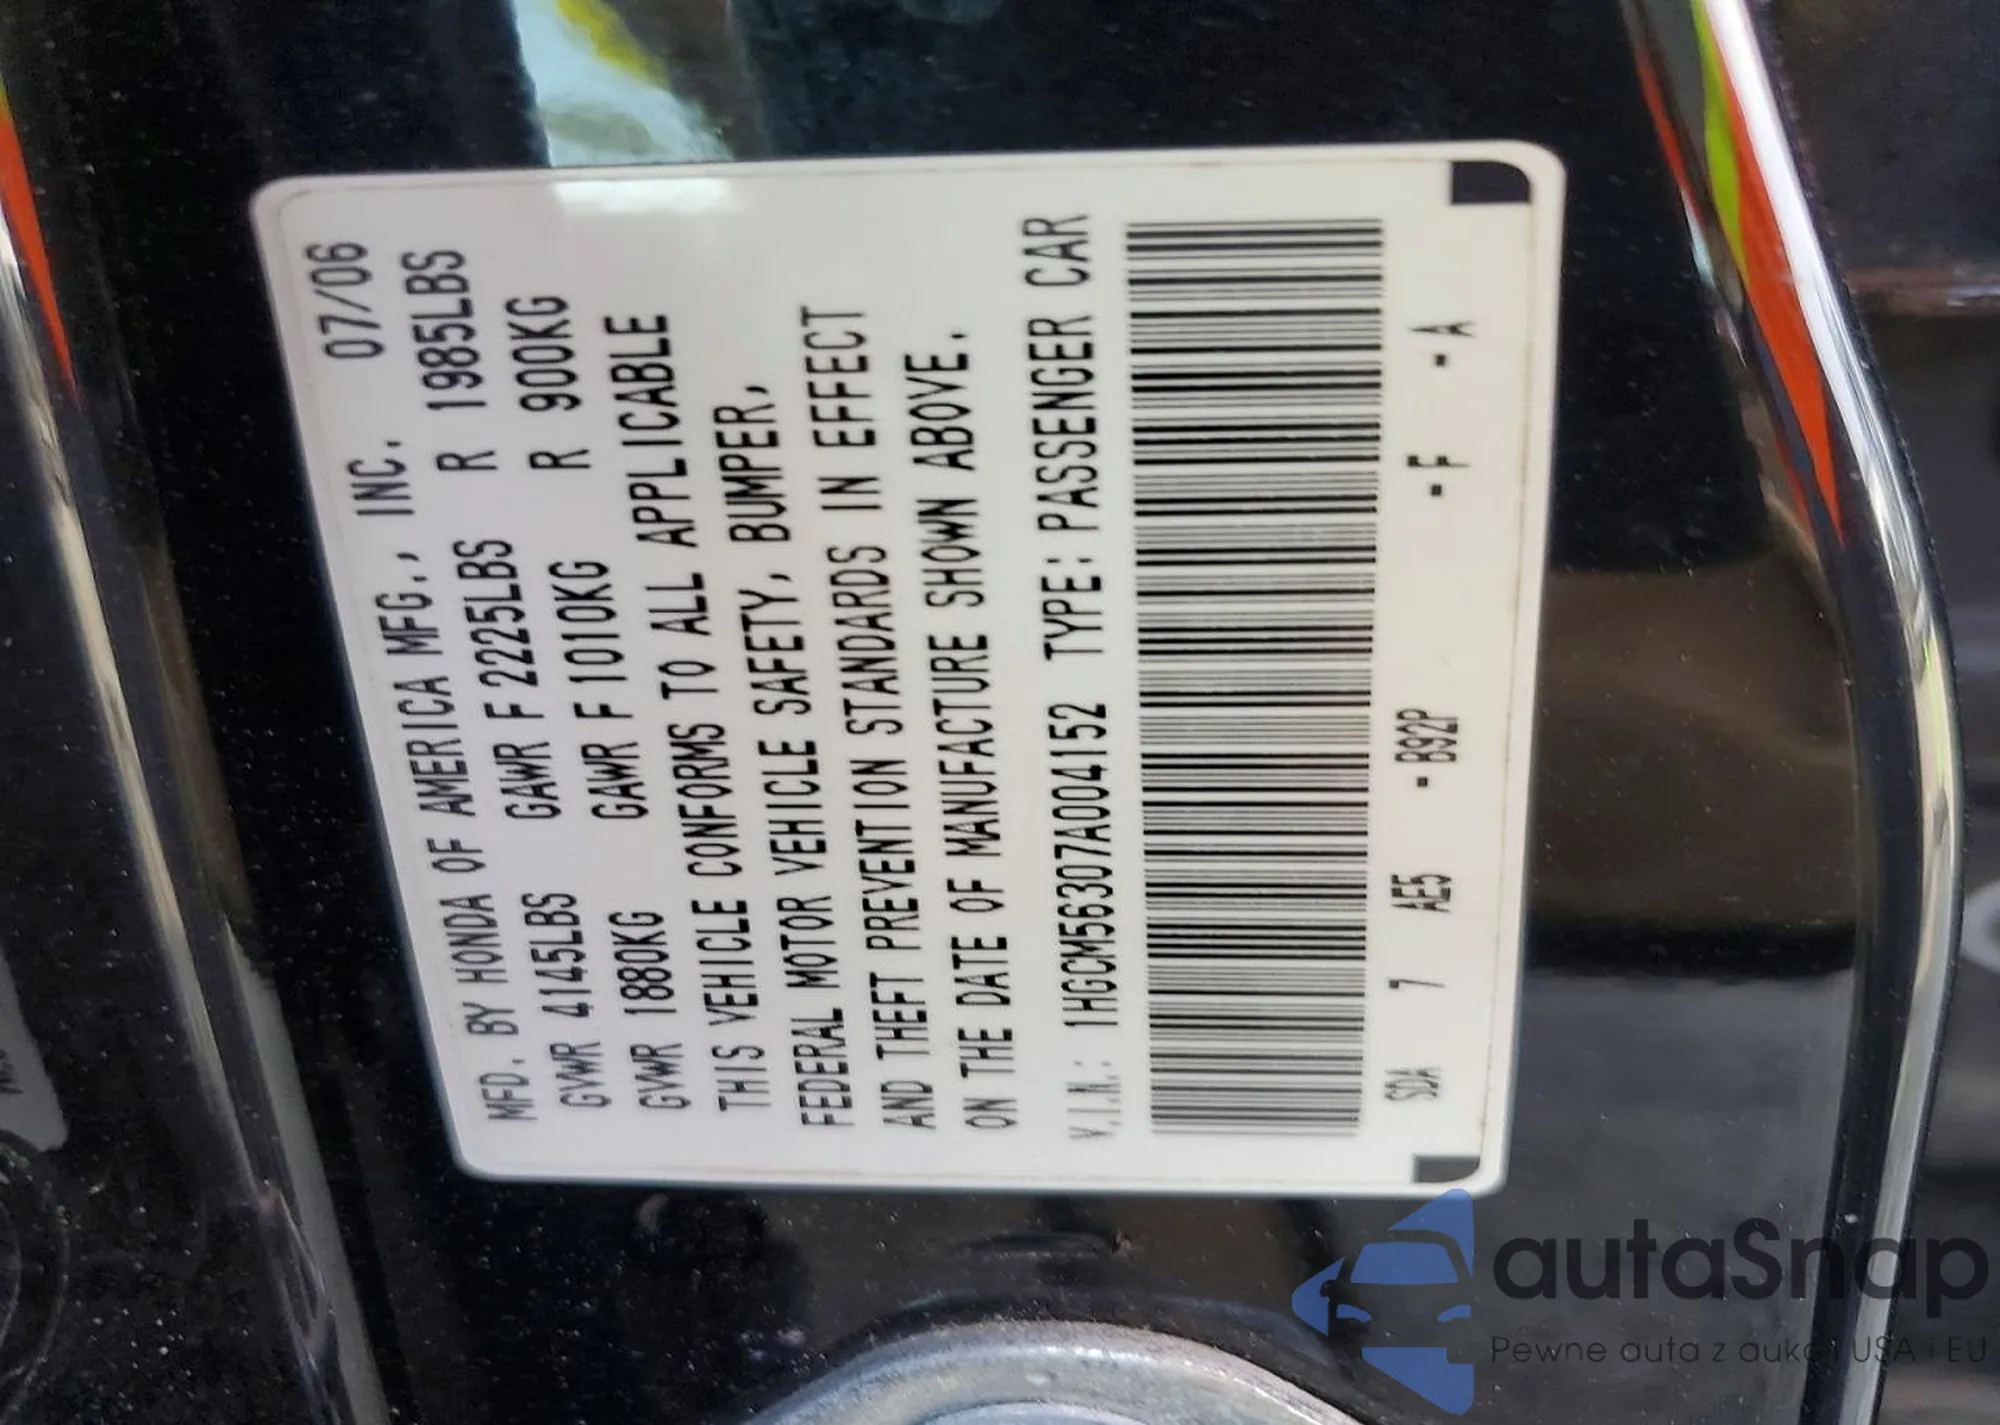 MFD. BY HONDA OF AMERICA MFG., INC. 07/06
GVWR 4145LBS GAWR F 2225LBS R 1985LBS
GVWR 1880KG GAWR F 1010KG R 900KG
THIS VEHICLE CONFORMS TO ALL APPLICABLE
FEDERAL MOTOR VEHICLE SAFETY, BUMPER,
AND THEFT PREVENTION STANDARDS IN EFFECT
ON THE DATE OF MANUFACTURE SHOWN ABOVE.
V.I.N.: 1HGCM56307A004152 TYPE: PASSENGER CAR
SDA 7 AE5 -B92P -F -A
autaSnap
Pewne auta z aukcji USA i EU